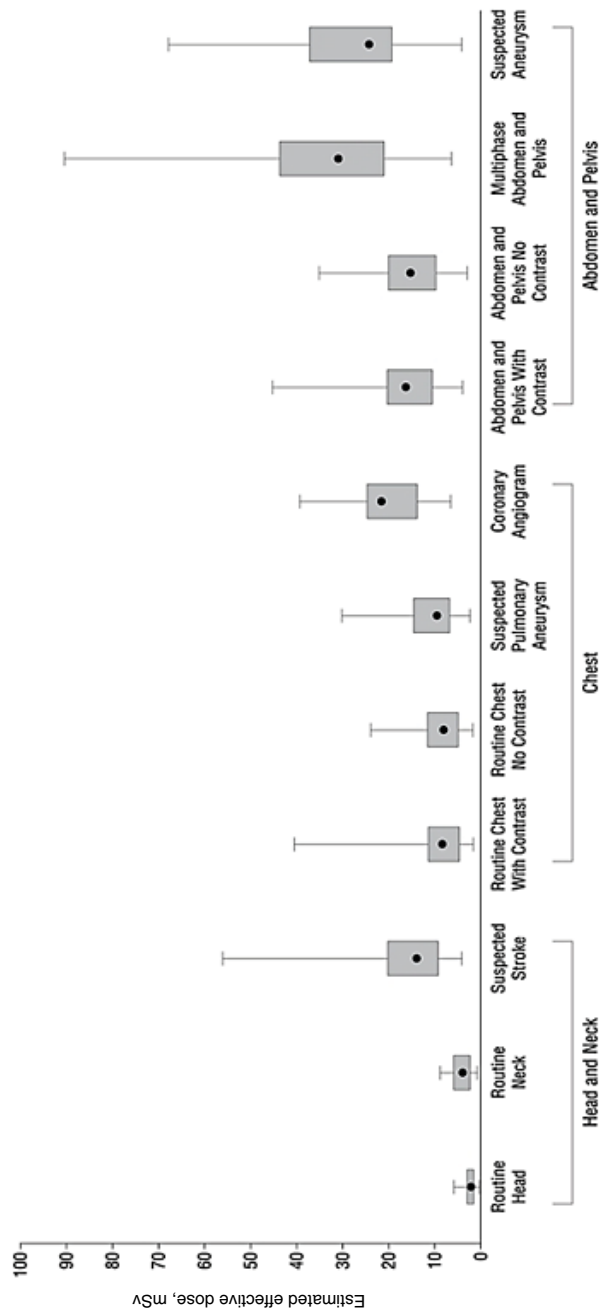 Estimated effective dose, mSv
100
90
80
70
60
50
40
30
20
10
0
Routine
Head
Routine
Neck
Suspected
Stroke
Routine Chest
With Contrast
Routine Chest
No Contrast
Suspected
Pulmonary
Aneurysm
Coronary
Angiogram
Abdomen and
Pelvis With
Contrast
Abdomen and
Pelvis No
Contrast
Multiphase
Abdomen and
Pelvis
Suspected
Aneurysm
Head and Neck
Chest
Abdomen and Pelvis